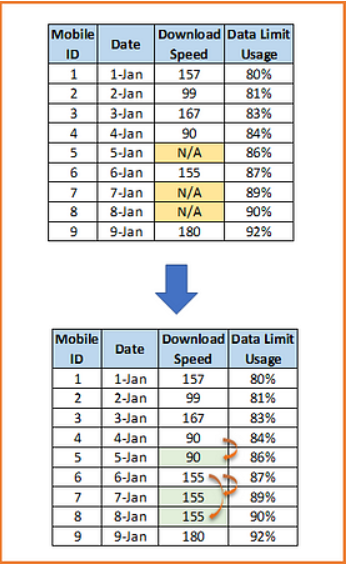 Mobile ID Date Download Speed Data Limit Usage
1 1-Jan 157 80%
2 2-Jan 99 81%
3 3-Jan 167 83%
4 4-Jan 90 84%
5 5-Jan N/A 86%
6 6-Jan 155 87%
7 7-Jan N/A 89%
8 8-Jan N/A 90%
9 9-Jan 180 92%
Mobile ID Date Download Speed Data Limit Usage
1 1-Jan 157 80%
2 2-Jan 99 81%
3 3-Jan 167 83%
4 4-Jan 90 84%
5 5-Jan 90 86%
6 6-Jan 155 87%
7 7-Jan 155 89%
8 8-Jan 155 90%
9 9-Jan 180 92%